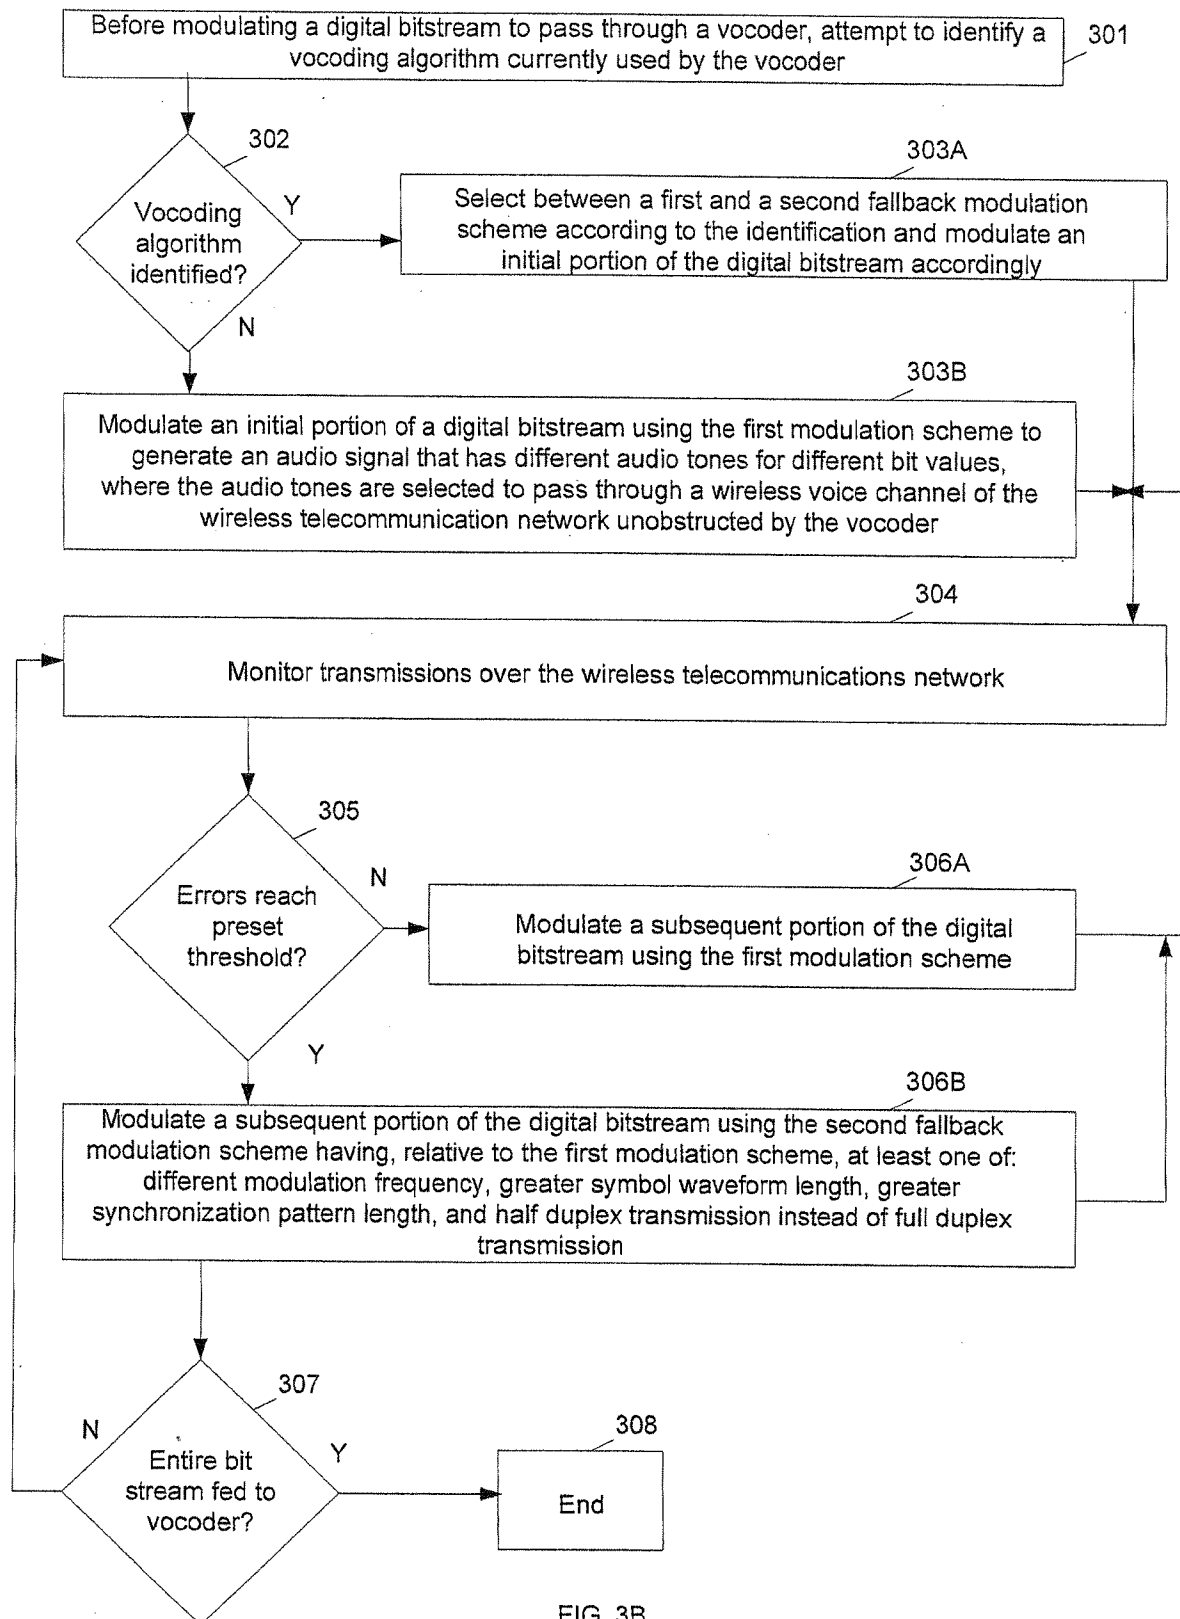 Before modulating a digital bitstream to pass through a vocoder, attempt to identify a
vocoding algorithm currently used by the vocoder
301
302
Vocoding
algorithm
identified?
Y
N
303A
Select between a first and a second fallback modulation
scheme according to the identification and modulate an
initial portion of the digital bitstream accordingly
303B
Modulate an initial portion of a digital bitstream using the first modulation scheme to
generate an audio signal that has different audio tones for different bit values,
where the audio tones are selected to pass through a wireless voice channel of the
wireless telecommunication network unobstructed by the vocoder
304
Monitor transmissions over the wireless telecommunications network
305
Errors reach
preset
threshold?
N
Y
306A
Modulate a subsequent portion of the digital
bitstream using the first modulation scheme
306B
Modulate a subsequent portion of the digital bitstream using the second fallback
modulation scheme having, relative to the first modulation scheme, at least one of:
different modulation frequency, greater symbol waveform length, greater
synchronization pattern length, and half duplex transmission instead of full duplex
transmission
307
N
Entire bit
stream fed to
vocoder?
Y
308
End
FIG. 3B